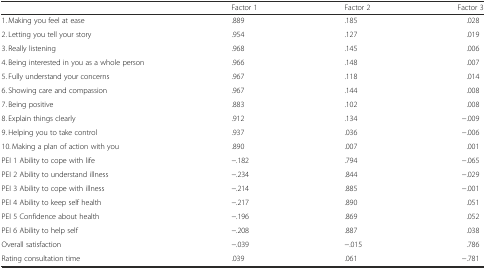 Factor 1 Factor 2 Factor 3
1. Making you feel at ease .889 .185 .028
2. Letting you tell your story .954 .127 .019
3. Really listening .968 .145 .006
4. Being interested in you as a whole person .966 .148 .007
5. Fully understand your concerns .967 .118 .014
6. Showing care and compassion .967 .144 .008
7. Being positive .883 .102 .008
8. Explain things clearly .912 .134 −.009
9. Helping you to take control .937 .036 −.006
10. Making a plan of action with you .890 .007 .001
PEI 1 Ability to cope with life −.182 .794 −.065
PEI 2 Ability to understand illness −.234 .844 −.029
PEI 3 Ability to cope with illness −.214 .885 −.001
PEI 4 Ability to keep self health −.217 .890 .051
PEI 5 Confidence about health −.196 .869 .052
PEI 6 Ability to help self −.208 .887 .038
Overall satisfaction −.039 −.015 .786
Rating consultation time .039 .061 −.781